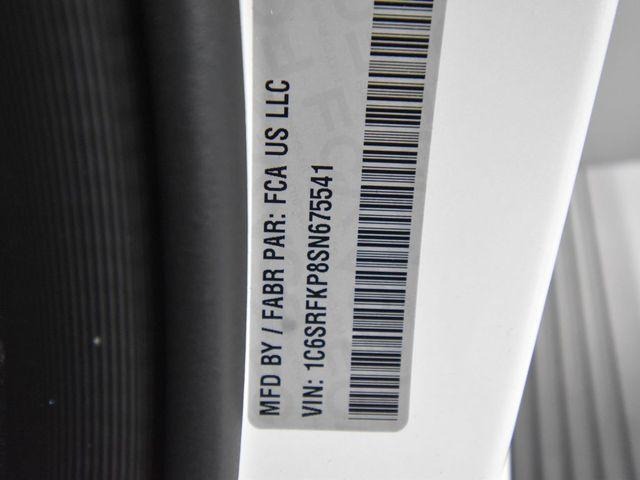 MFD BY / FABR PAR: FCA US LLC
VIN: 1C6SRFKP8SN675541